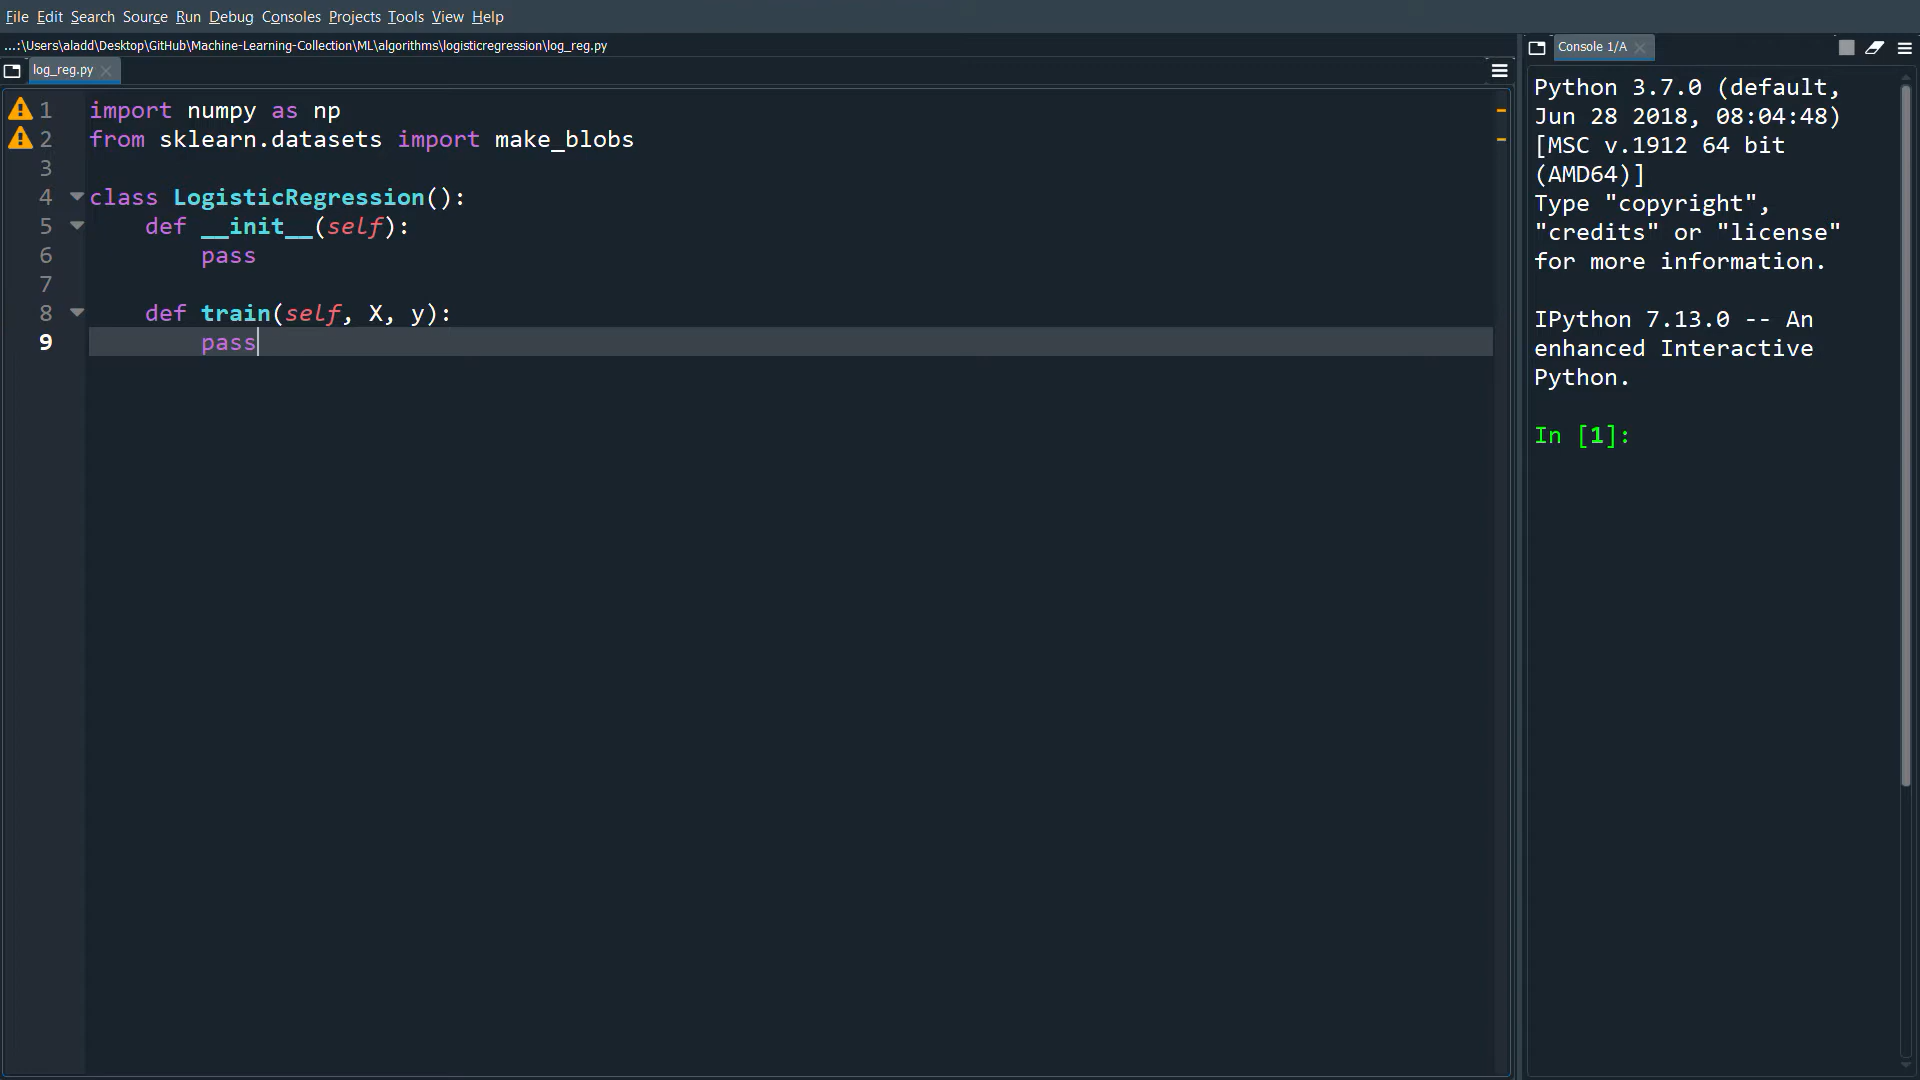 File Edit Search Source Run Debug Consoles Projects Tools View Help
...:\Users\aladd\Desktop\GitHub\Machine-Learning-Collection\ML\algorithms\logisticregression\log_reg.py
log_reg.py
1 import numpy as np
2 from sklearn.datasets import make_blobs
3
4 class LogisticRegression():
5     def __init__(self):
6         pass
7
8     def train(self, X, y):
9         pass
Console 1/A
Python 3.7.0 (default,
Jun 28 2018, 08:04:48)
[MSC v.1912 64 bit
(AMD64)]
Type "copyright",
"credits" or "license"
for more information.
IPython 7.13.0 -- An
enhanced Interactive
Python.
In [1]: